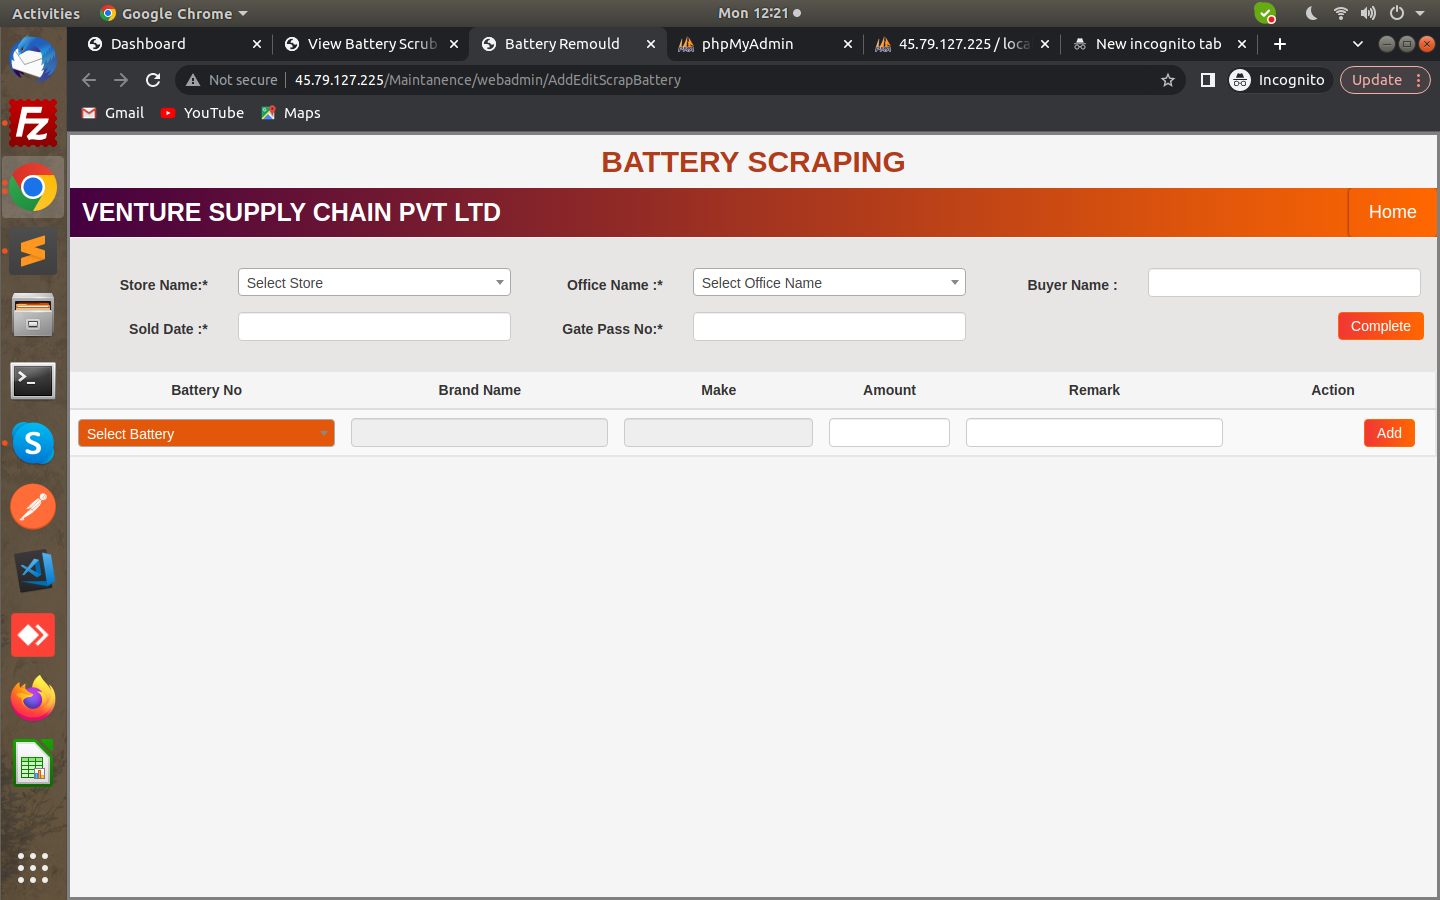 Activities Google Chrome Mon 12:21
Dashboard View Battery Scrub Battery Remould phpMyAdmin 45.79.127.225 / loca New incognito tab
Not secure 45.79.127.225/Maintanence/webadmin/AddEditScrapBattery Incognito Update
Gmail YouTube Maps
BATTERY SCRAPING
VENTURE SUPPLY CHAIN PVT LTD Home
Store Name:* Select Store Office Name :* Select Office Name Buyer Name :
Sold Date :* Gate Pass No:* Complete
Battery No Brand Name Make Amount Remark Action
Select Battery Add